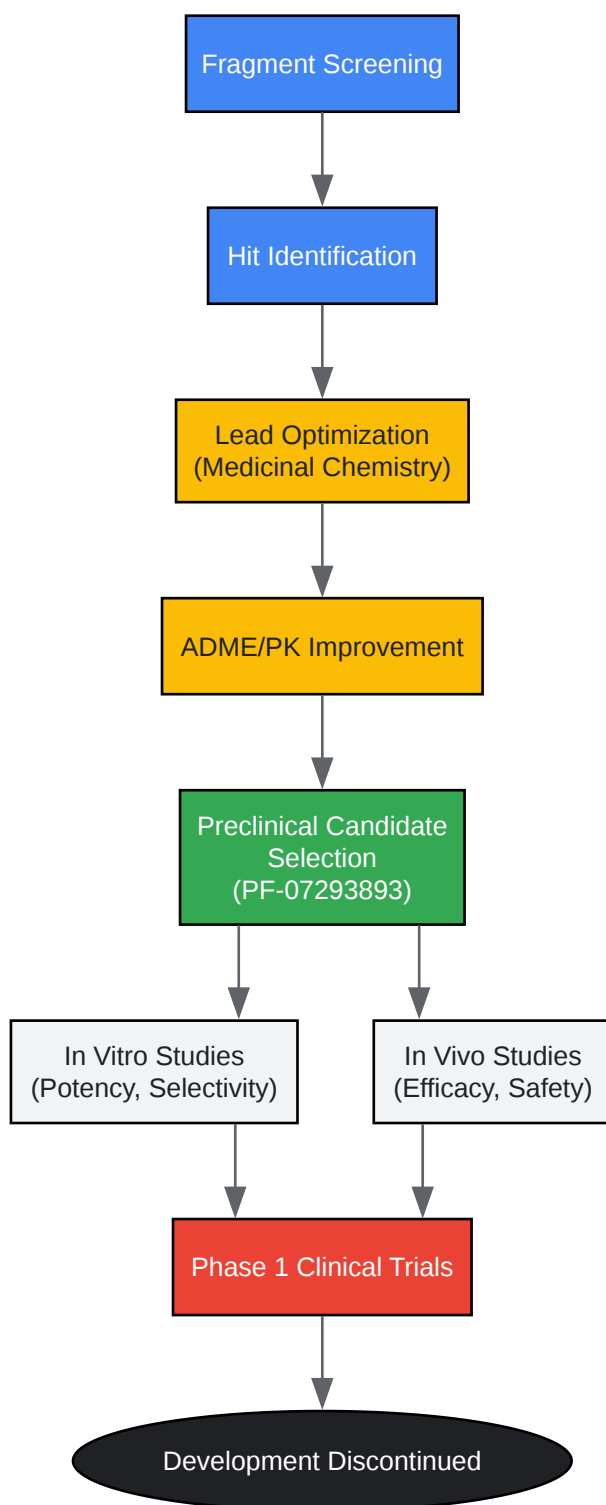 Fragment Screening
Hit Identification
Lead Optimization
(Medicinal Chemistry)
ADME/PK Improvement
Preclinical Candidate
Selection
(PF-07293893)
In Vitro Studies
(Potency, Selectivity)
In Vivo Studies
(Efficacy, Safety)
Phase 1 Clinical Trials
Development Discontinued